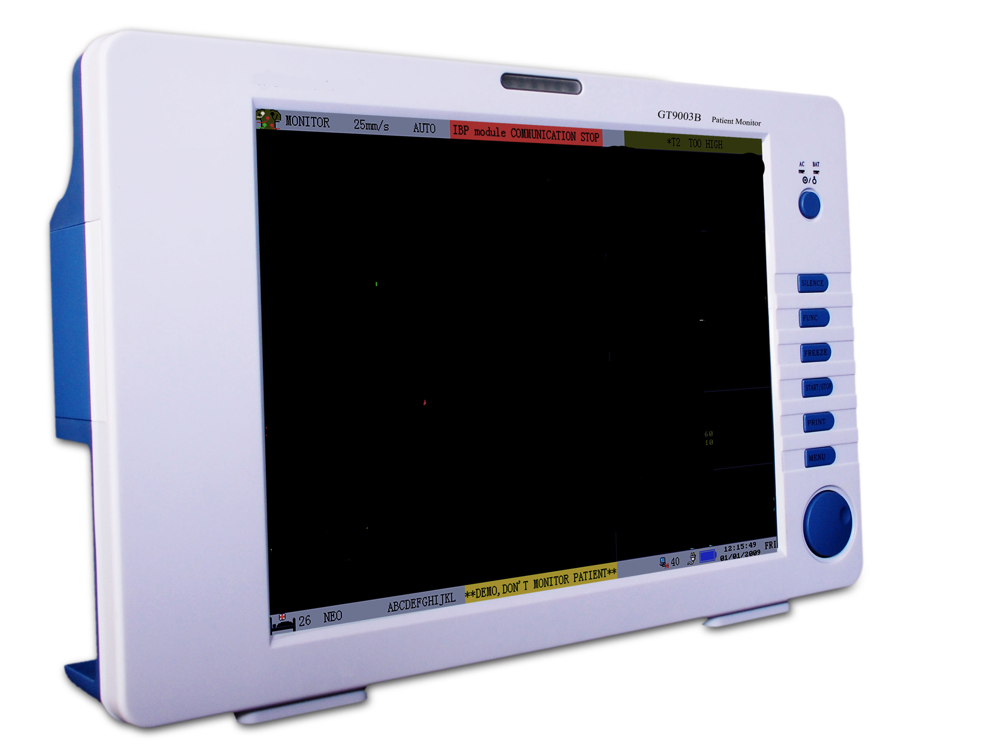 GT9003B Patient Monitor
MONITOR 25mm/s AUTO IBP module COMMUNICATION STOP *T2 TOO HIGH
AC BAT
SILENCE
FUNC
FREEZE
START/STOP
PRINT
MENU
60
10
26 NEO ABCDEFGHIJKL **DEMO,DON'T MONITOR PATIENT** 40 12:15:49 FRI
01/01/2009